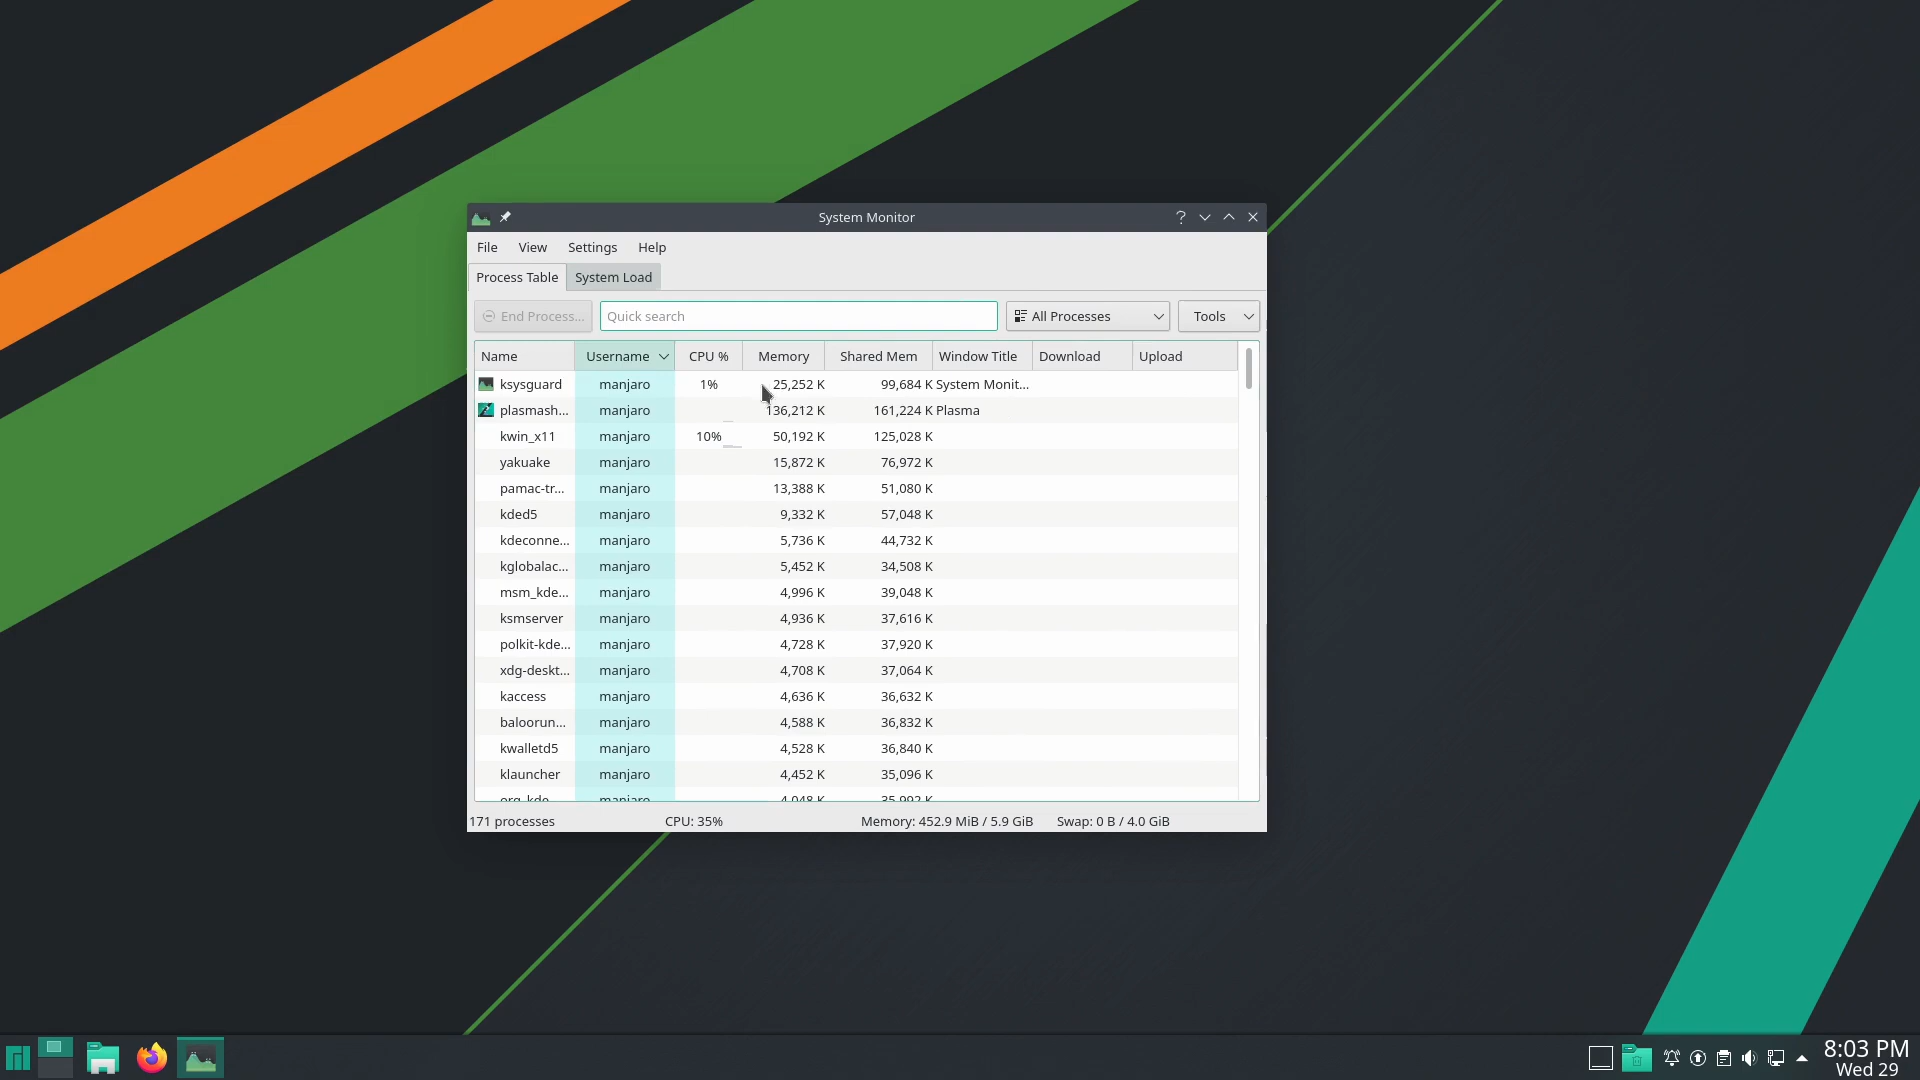 System Monitor
File View Settings Help
Process Table System Load
End Process... Quick search All Processes Tools
Name Username CPU % Memory Shared Mem Window Title Download Upload
ksysguard manjaro 1% 25,252 K 99,684 K System Monit...
plasmash... manjaro 136,212 K 161,224 K Plasma
kwin_x11 manjaro 10% 50,192 K 125,028 K
yakuake manjaro 15,872 K 76,972 K
pamac-tr... manjaro 13,388 K 51,080 K
kded5 manjaro 9,332 K 57,048 K
kdeconne... manjaro 5,736 K 44,732 K
kglobalac... manjaro 5,452 K 34,508 K
msm_kde... manjaro 4,996 K 39,048 K
ksmserver manjaro 4,936 K 37,616 K
polkit-kde... manjaro 4,728 K 37,920 K
xdg-deskt... manjaro 4,708 K 37,064 K
kaccess manjaro 4,636 K 36,632 K
baloorun... manjaro 4,588 K 36,832 K
kwalletd5 manjaro 4,528 K 36,840 K
klauncher manjaro 4,452 K 35,096 K
org_kde... manjaro 4,048 K 35,992 K
171 processes CPU: 35% Memory: 452.9 MiB / 5.9 GiB Swap: 0 B / 4.0 GiB
8:03 PM
Wed 29